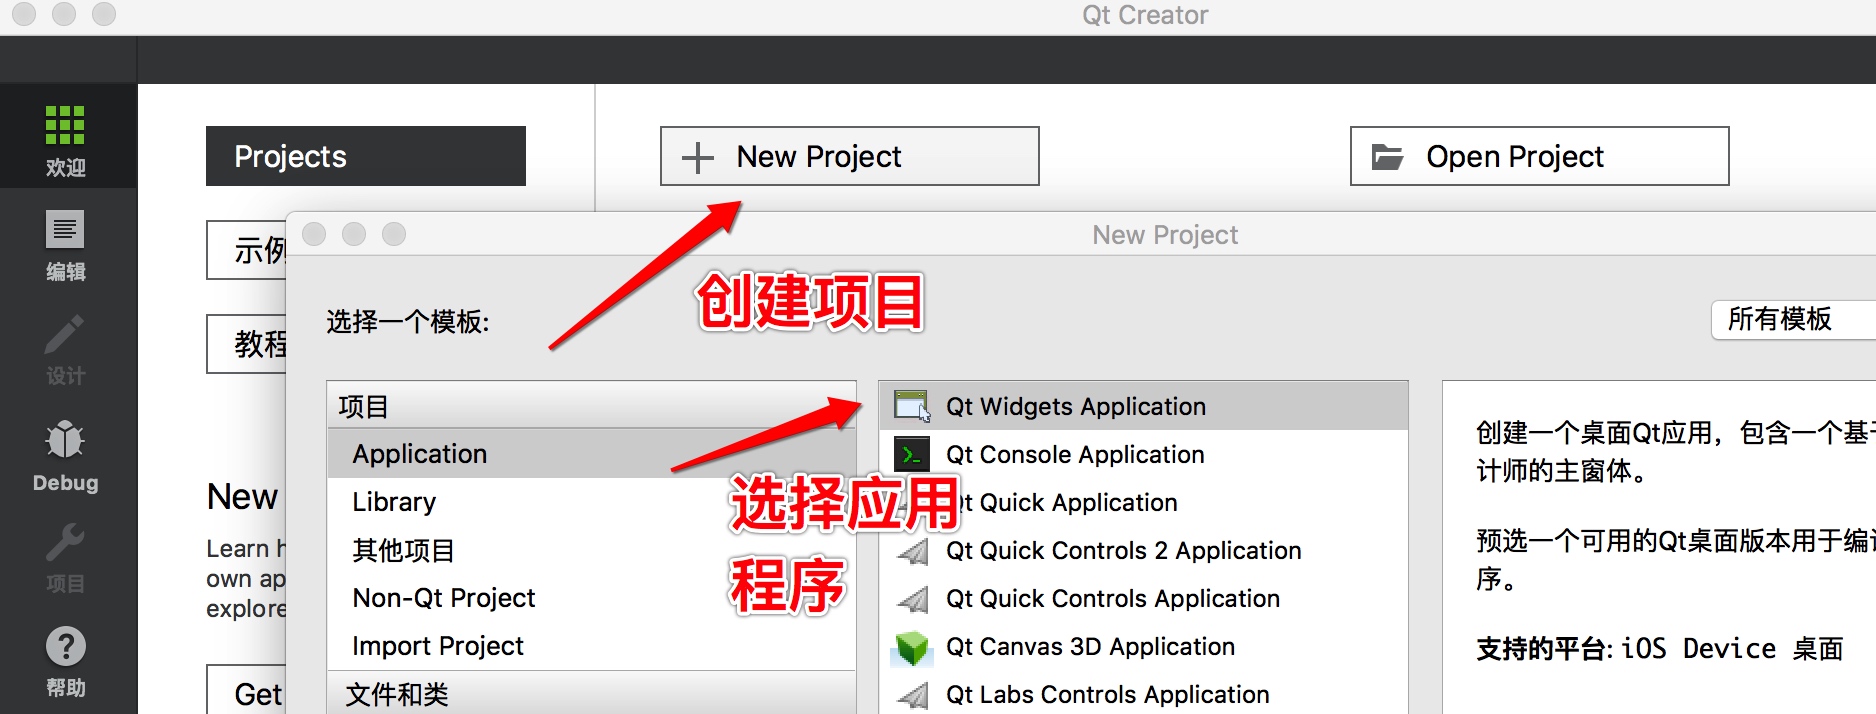 Qt Creator
欢迎
编辑
设计
Debug
项目
帮助
Projects
New Project
Open Project
示例
教程
New
Learn h
own ap
explore
Get
New Project
创建项目
选择一个模板:
所有模板
项目
Application
Library
其他项目
Non-Qt Project
Import Project
文件和类
选择应用
程序
Qt Widgets Application
Qt Console Application
Qt Quick Application
Qt Quick Controls 2 Application
Qt Quick Controls Application
Qt Canvas 3D Application
Qt Labs Controls Application
创建一个桌面Qt应用，包含一个基于
计师的主窗体。
预选一个可用的Qt桌面版本用于编译
序。
支持的平台: iOS Device 桌面